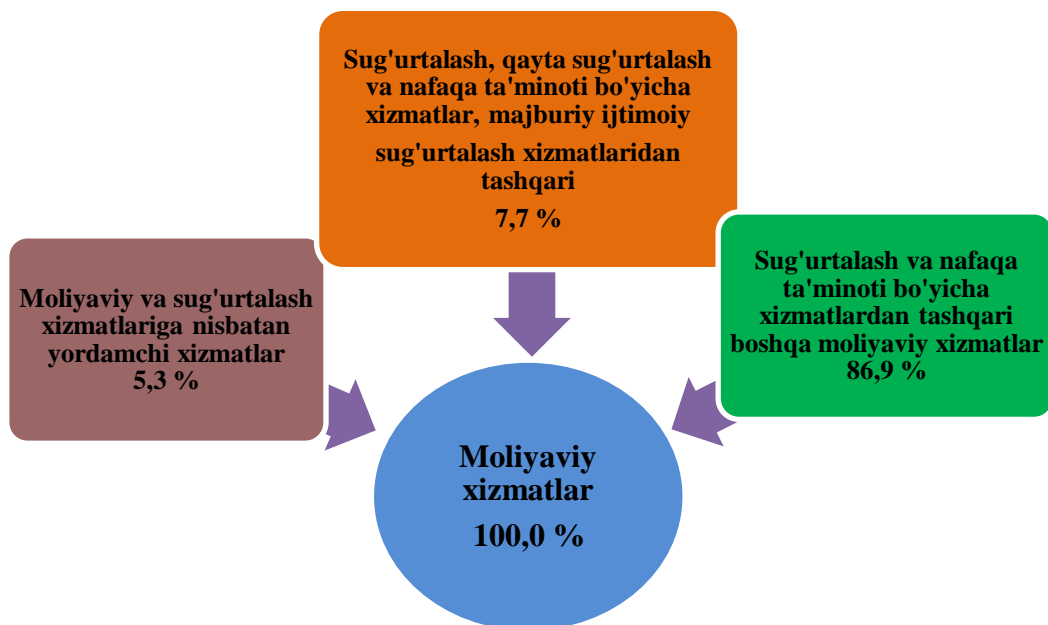 Sug'urtalash, qayta sug'urtalash
va nafaqa ta'minoti bo'yicha
xizmatlar, majburiy ijtimoiy
sug'urtalash xizmatlaridan
tashqari
7,7 %
Moliyaviy va sug'urtalash
xizmatlariga nisbatan
yordamchi xizmatlar
5,3 %
Sug'urtalash va nafaqa
ta'minoti bo'yicha
xizmatlardan tashqari
boshqa moliyaviy xizmatlar
86,9 %
Moliyaviy
xizmatlar
100,0 %